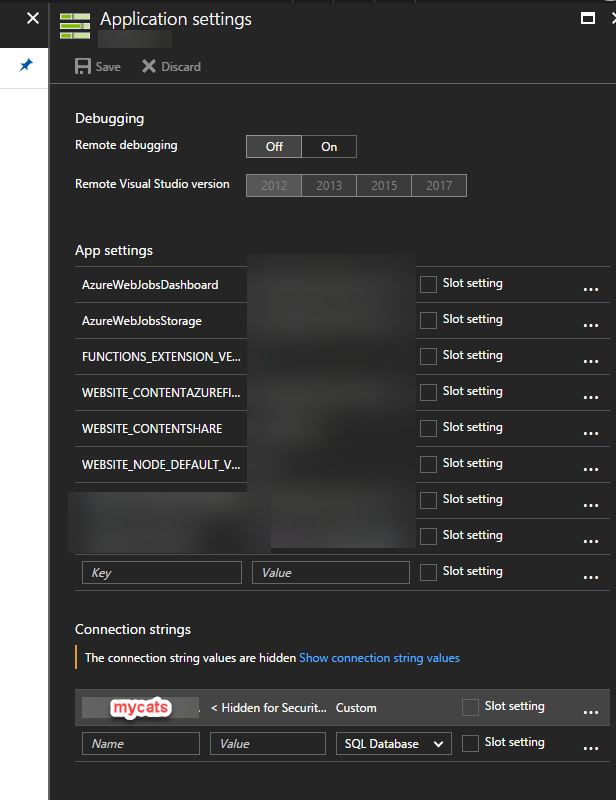 Application settings
Save Discard
Debugging
Remote debugging Off On
Remote Visual Studio version 2012 2013 2015 2017
App settings
AzureWebJobsDashboard Slot setting ...
AzureWebJobsStorage Slot setting ...
FUNCTIONS_EXTENSION_VE... Slot setting ...
WEBSITE_CONTENTAZUREFI... Slot setting ...
WEBSITE_CONTENTSHARE Slot setting ...
WEBSITE_NODE_DEFAULT_V... Slot setting ...
Slot setting ...
Slot setting ...
Key Value Slot setting ...
Connection strings
The connection string values are hidden Show connection string values
mycats < Hidden for Securit... Custom Slot setting ...
Name Value SQL Database Slot setting ...